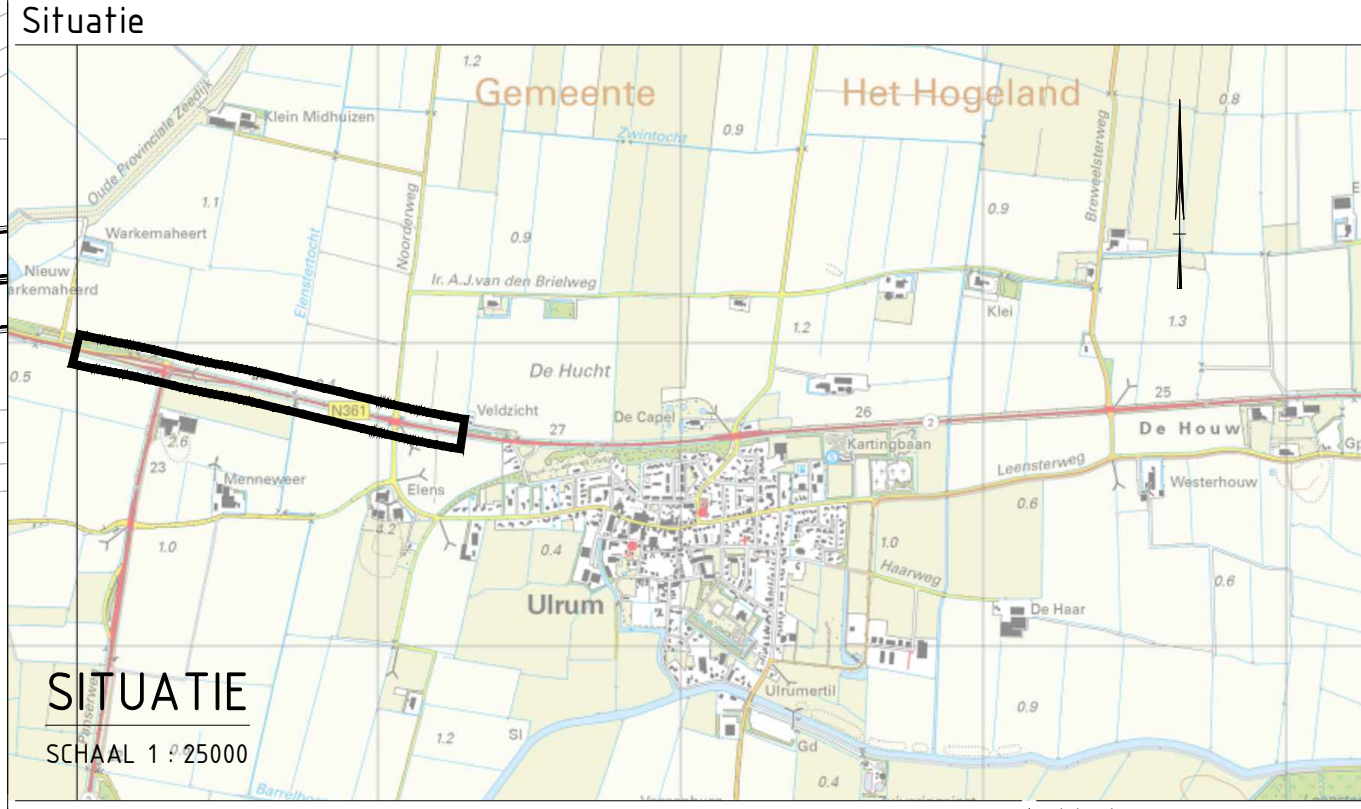 Situatie
Gemeente Het Hogeland
1.2
0.8
Oude Provinciale Zeedijk
Klein Midhuizen
Zwintocht
0.9
Breweelsterweg
1.1
Noorderweg
0.9
Warkemaheert
0.9
Elenstertocht
Nieuw
arkemaheerd
Ir. A.J.van den Brielweg
Klei
1.2
1.3
0.5
De Hucht
N361
Veldzicht
De Capel
26
2
25
27
De Houw
Kartingbaan
2.6
23
Menneweer
Elens
Leensterweg
Westerhouw
4.2
0.6
1.0
0.4
1.0
Haarweg
0.6
Ulrum
De Haar
SITUATIE
Panserweg
Ulrumertil
0.9
SCHAAL 1 : 25000
1.2
Sl
Gd
0.4